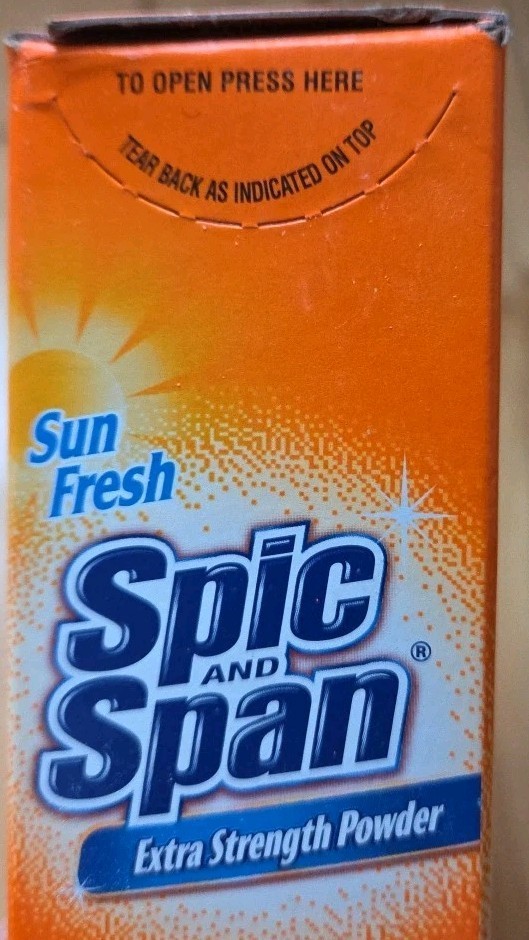 TO OPEN PRESS HERE
TEAR BACK AS INDICATED ON TOP
Sun
Fresh
Spic
AND
Span®
Extra Strength Powder